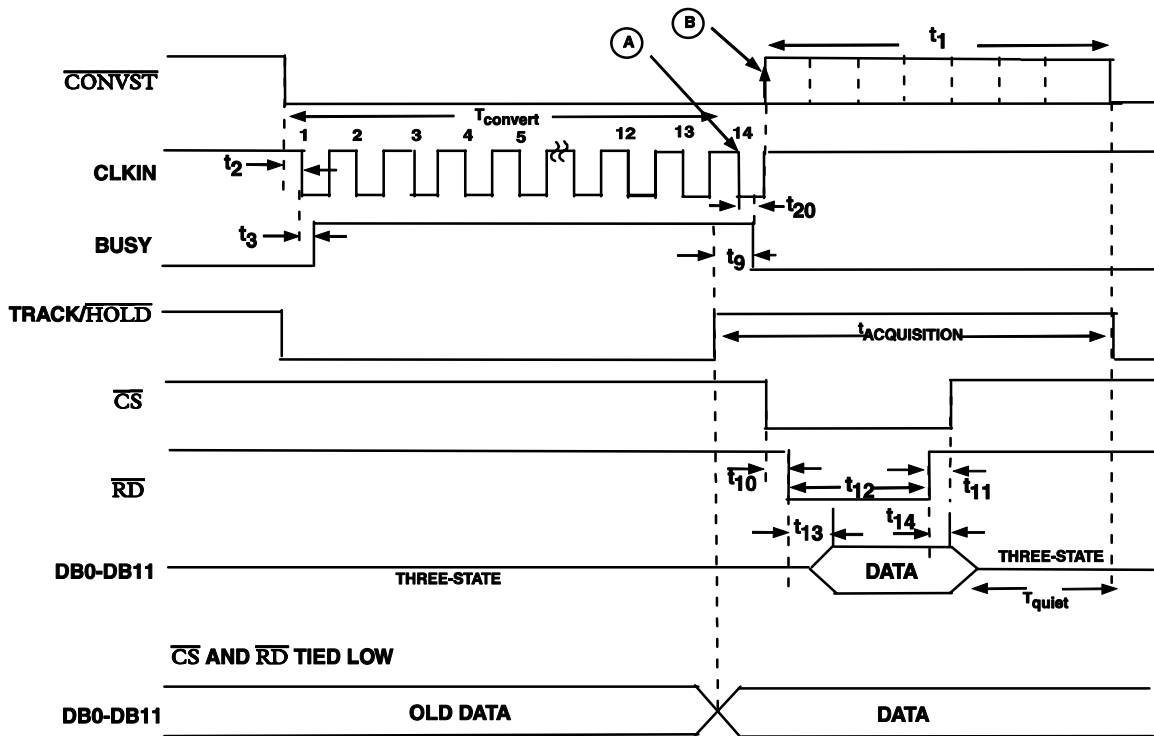 B
t1
A
CONVST
Tconvert
1 2 3 4 5 12 13 14
t2
CLKIN
t20
t3
BUSY
t9
TRACK/HOLD
tACQUISITION
CS
t10 t12 t11
RD
t13 t14
DB0-DB11
THREE-STATE
DATA
THREE-STATE
Tquiet
CS AND RD TIED LOW
DB0-DB11
OLD DATA
DATA